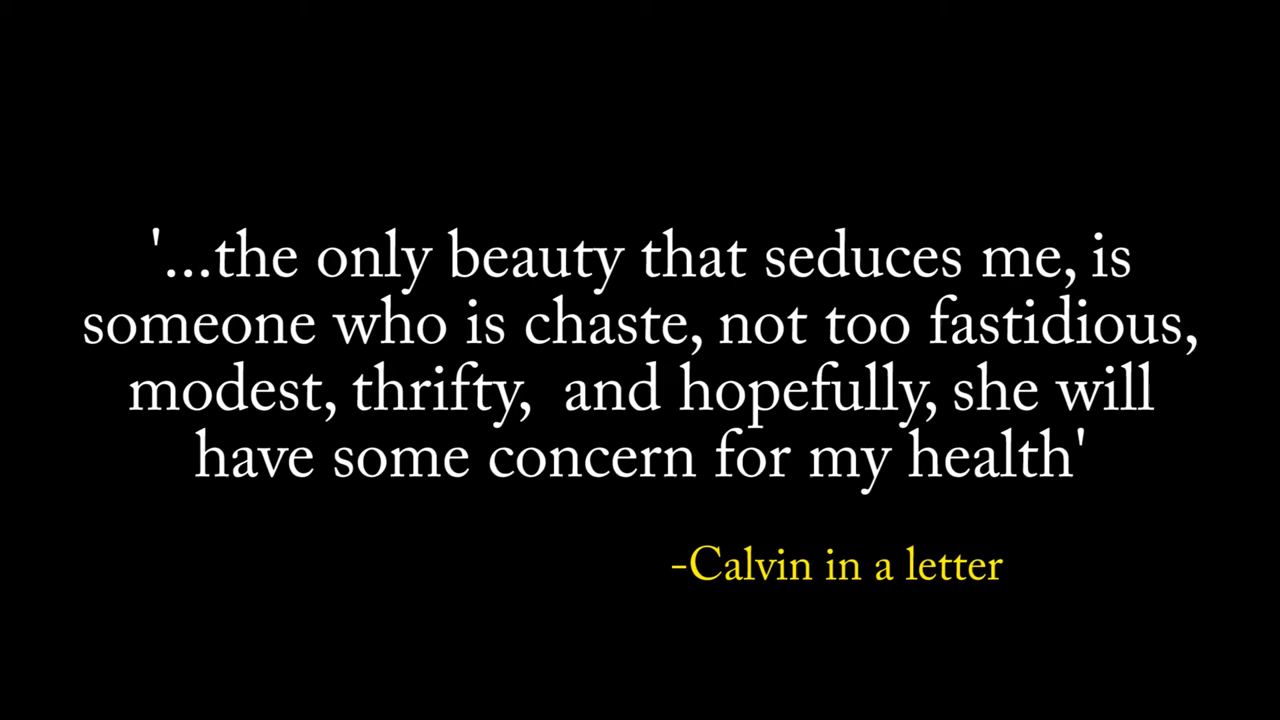 '...the only beauty that seduces me, is
someone who is chaste, not too fastidious,
modest, thrifty,  and hopefully, she will
have some concern for my health'
-Calvin in a letter